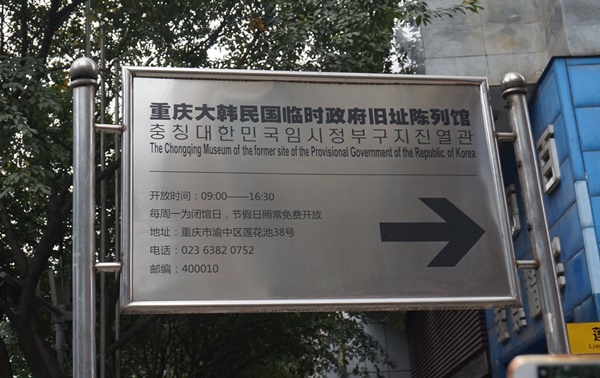 重庆大韩民国临时政府旧址陈列馆
충칭대한민국임시정부구지진열관
The Chongqing Museum of the former site of the Provisional Government of the Republic of Korea
开放时间：09:00——16:30
每周一为闭馆日，节假日照常免费开放
地址：重庆市渝中区莲花池38号
电话：023 6382 0752
邮编：400010
莲
Lian